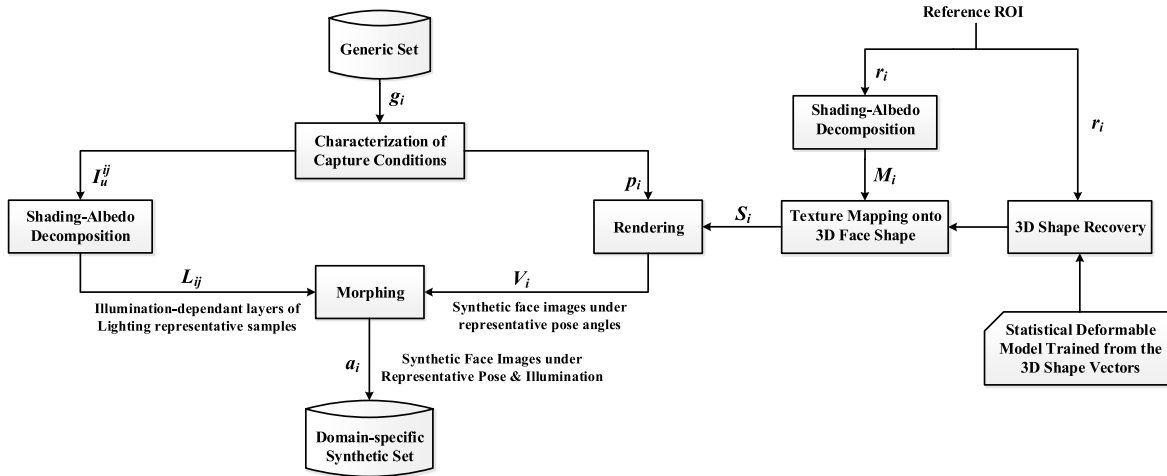 Reference ROI
Generic Set
g_i
r_i
Shading-Albedo
Decomposition
r_i
Characterization of
Capture Conditions
I_u^{ij}
p_i
M_i
Shading-Albedo
Decomposition
Rendering
S_i
Texture Mapping onto
3D Face Shape
3D Shape Recovery
L_{ij}
Illumination-dependant layers of
Lighting representative samples
Morphing
V_i
Synthetic face images under
representative pose angles
Statistical Deformable
Model Trained from the
3D Shape Vectors
a_i
Synthetic Face Images under
Representative Pose & Illumination
Domain-specific
Synthetic Set